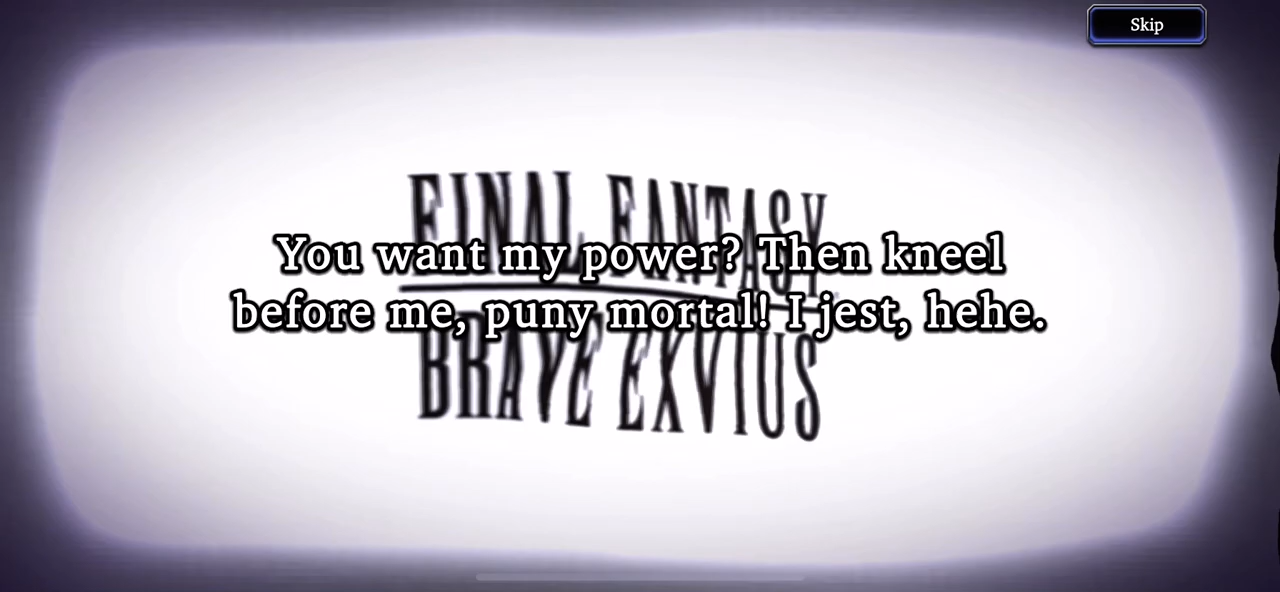 Skip
FINAL FANTASY
You want my power? Then kneel
before me, puny mortal! I jest, hehe.
BRAVE EXVIUS